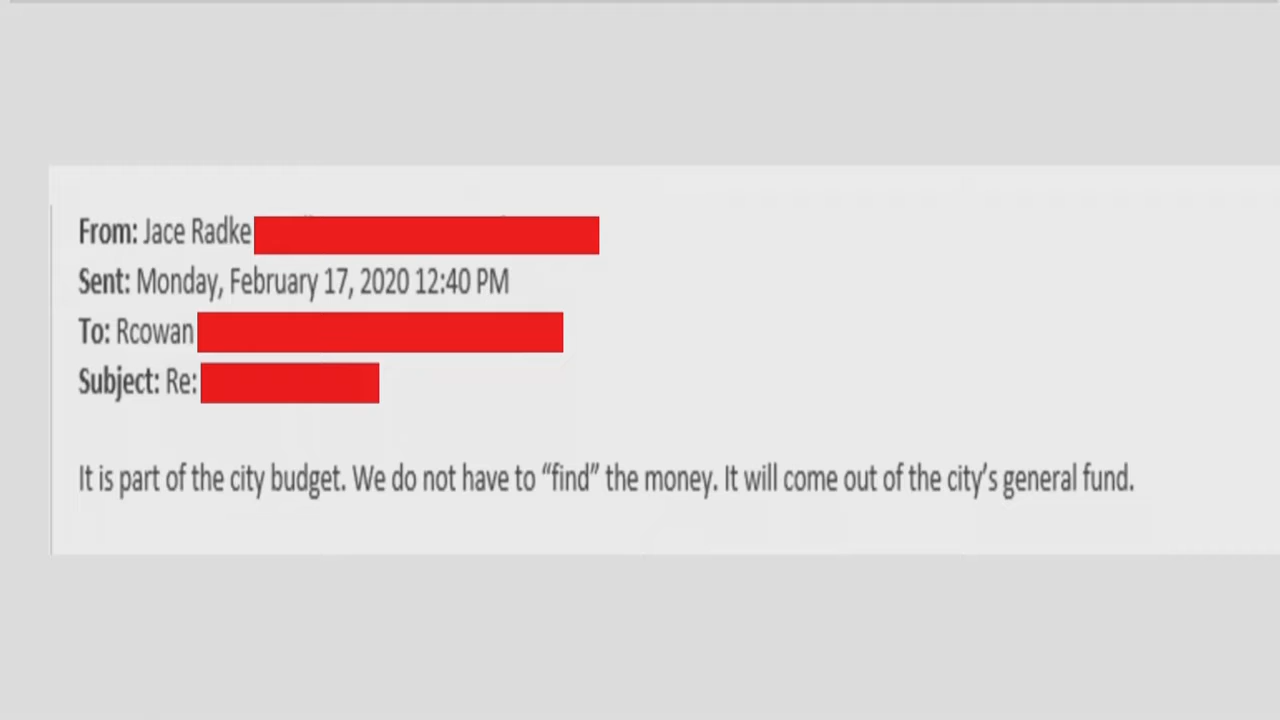 From: Jace Radke
Sent: Monday, February 17, 2020 12:40 PM
To: Rcowan
Subject: Re:
It is part of the city budget. We do not have to “find” the money. It will come out of the city’s general fund.